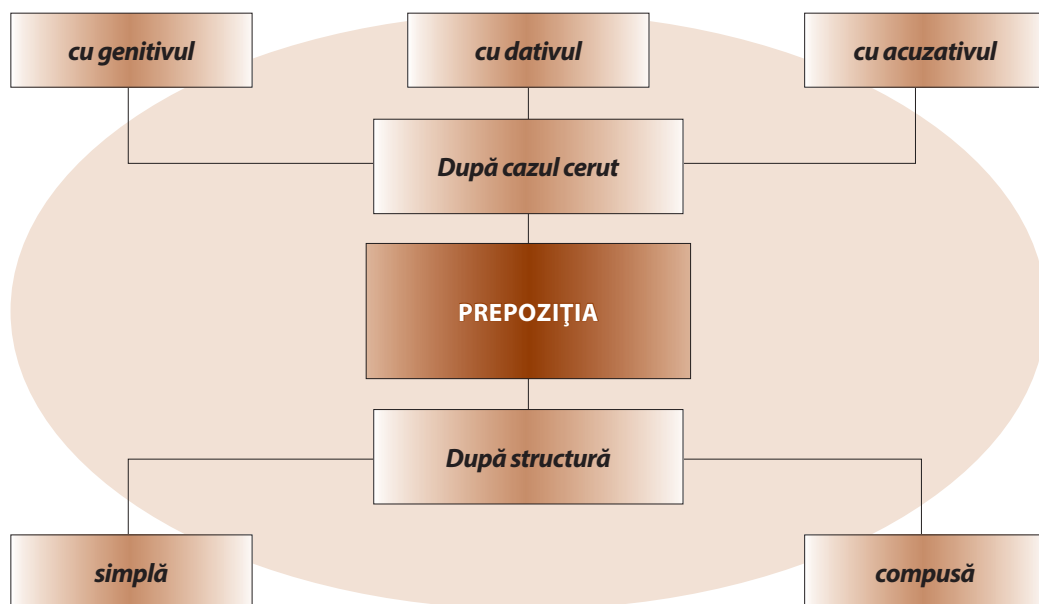 cu genitivul
cu dativul
cu acuzativul
După cazul cerut
PREPOZIŢIA
După structură
simplă
compusă